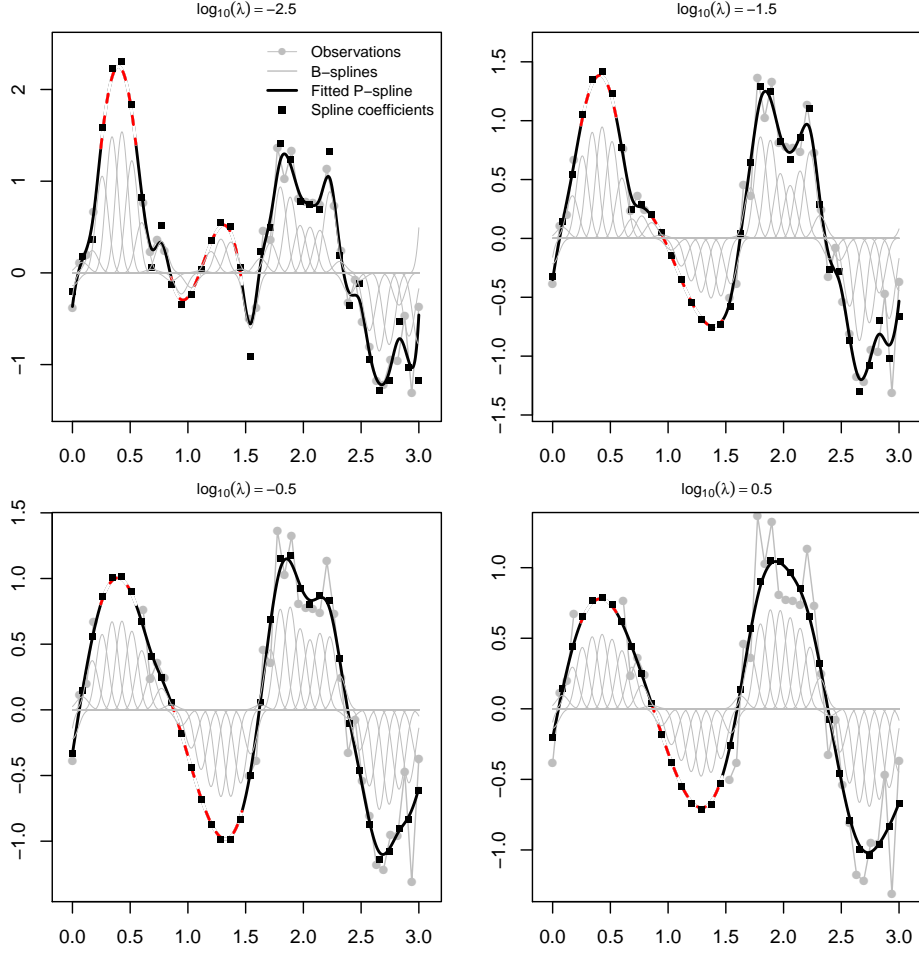 log₁₀(λ) = −2.5
2
1
0
−1
0.0 0.5 1.0 1.5 2.0 2.5 3.0
Observations
B−splines
Fitted P−spline
Spline coefficients
log₁₀(λ) = −1.5
1.5
1.0
0.5
0.0
−0.5
−1.0
−1.5
0.0 0.5 1.0 1.5 2.0 2.5 3.0
log₁₀(λ) = −0.5
1.5
1.0
0.5
0.0
−0.5
−1.0
0.0 0.5 1.0 1.5 2.0 2.5 3.0
log₁₀(λ) = 0.5
1.0
0.5
0.0
−0.5
−1.0
0.0 0.5 1.0 1.5 2.0 2.5 3.0